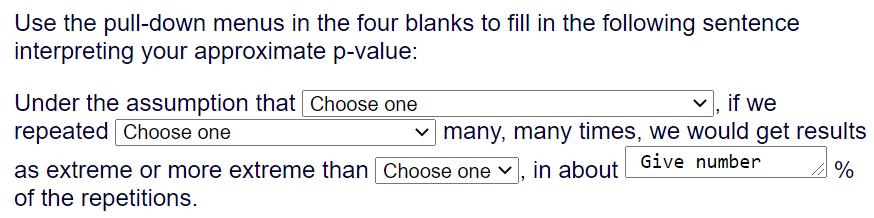 Use the pull-down menus in the four blanks to fill in the following sentence
interpreting your approximate p-value:
Under the assumption that Choose one , if we
repeated Choose one many, many times, we would get results
as extreme or more extreme than Choose one , in about Give number %
of the repetitions.